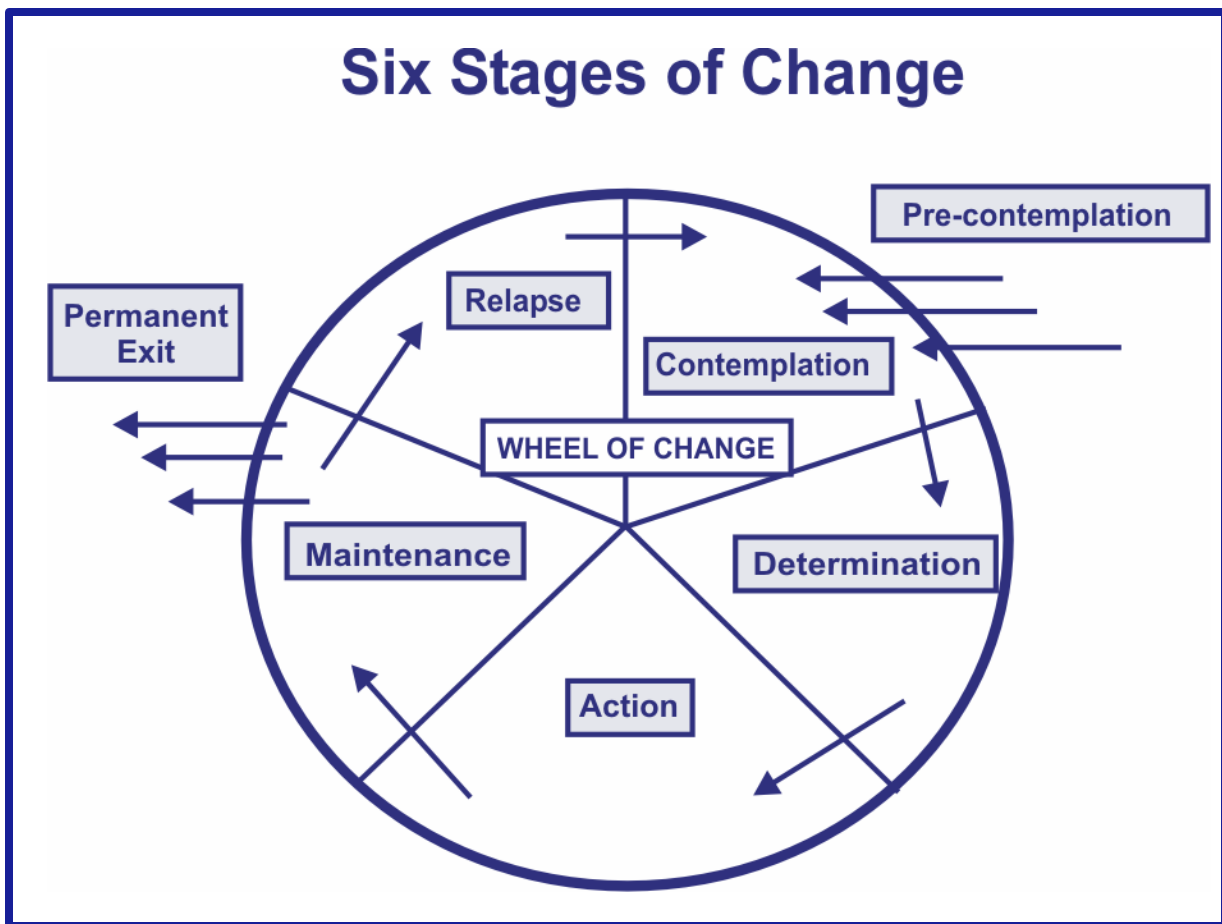 Six Stages of Change
Pre-contemplation
Relapse
Permanent
Exit
Contemplation
WHEEL OF CHANGE
Maintenance
Determination
Action